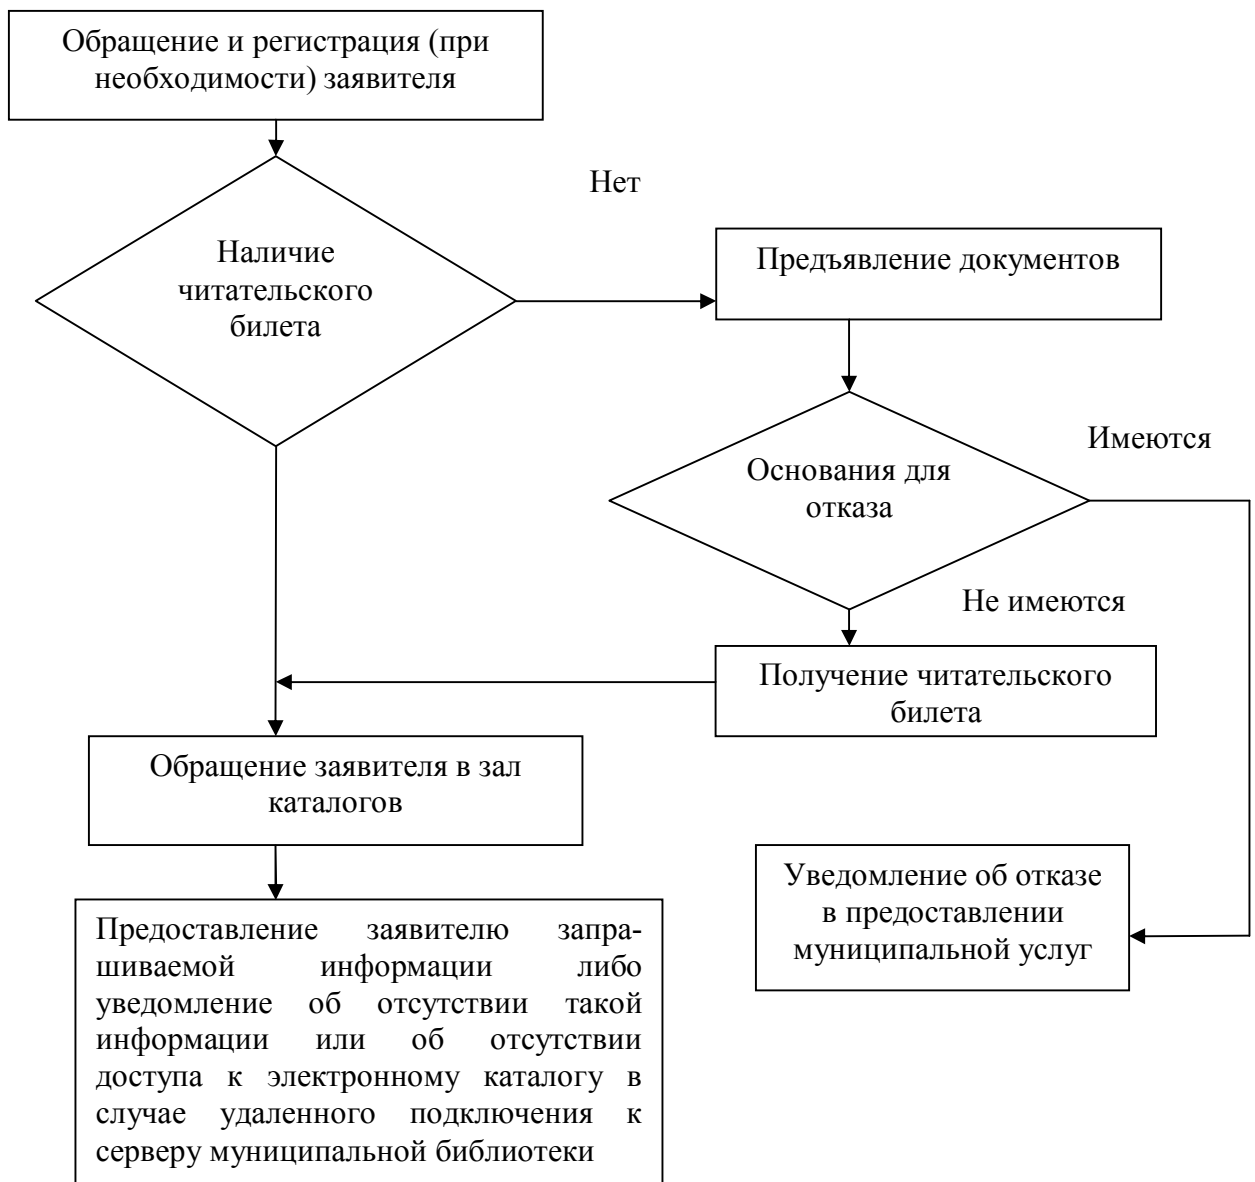 Обращение и регистрация (при
необходимости) заявителя
Нет
Наличие
читательского
билета
Предъявление документов
Имеются
Основания для
отказа
Не имеются
Получение читательского
билета
Обращение заявителя в зал
каталогов
Уведомление об отказе
в предоставлении
муниципальной услуг
Предоставление заявителю запра-
шиваемой информации либо
уведомление об отсутствии такой
информации или об отсутствии
доступа к электронному каталогу в
случае удаленного подключения к
серверу муниципальной библиотеки